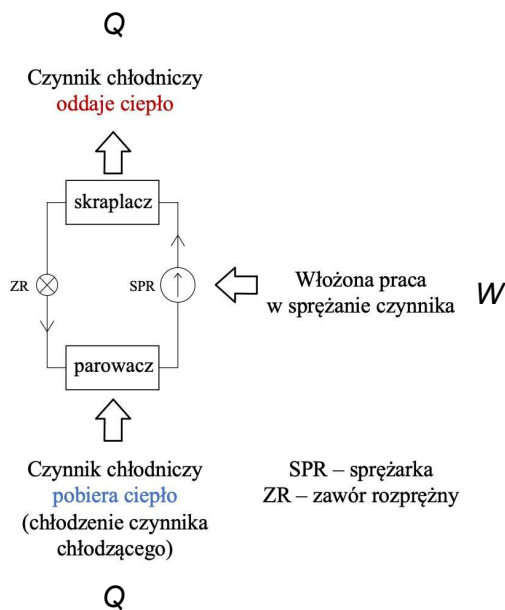 Q
Czynnik chłodniczy
oddaje ciepło
skraplacz
ZR
SPR
Włożona praca
w sprężanie czynnika
W
parowacz
Czynnik chłodniczy
pobiera ciepło
(chłodzenie czynnika
chłodzącego)
SPR – sprężarka
ZR – zawór rozprężny
Q